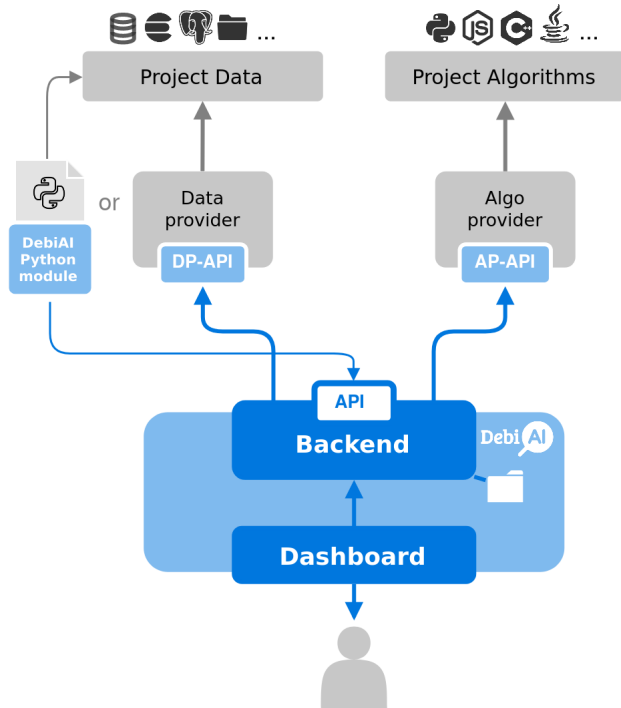 ...
JS
C++
...
Project Data
Project Algorithms
or
Data
provider
Algo
provider
DebiAI
Python
module
DP-API
AP-API
API
Backend
Debi AI
Dashboard